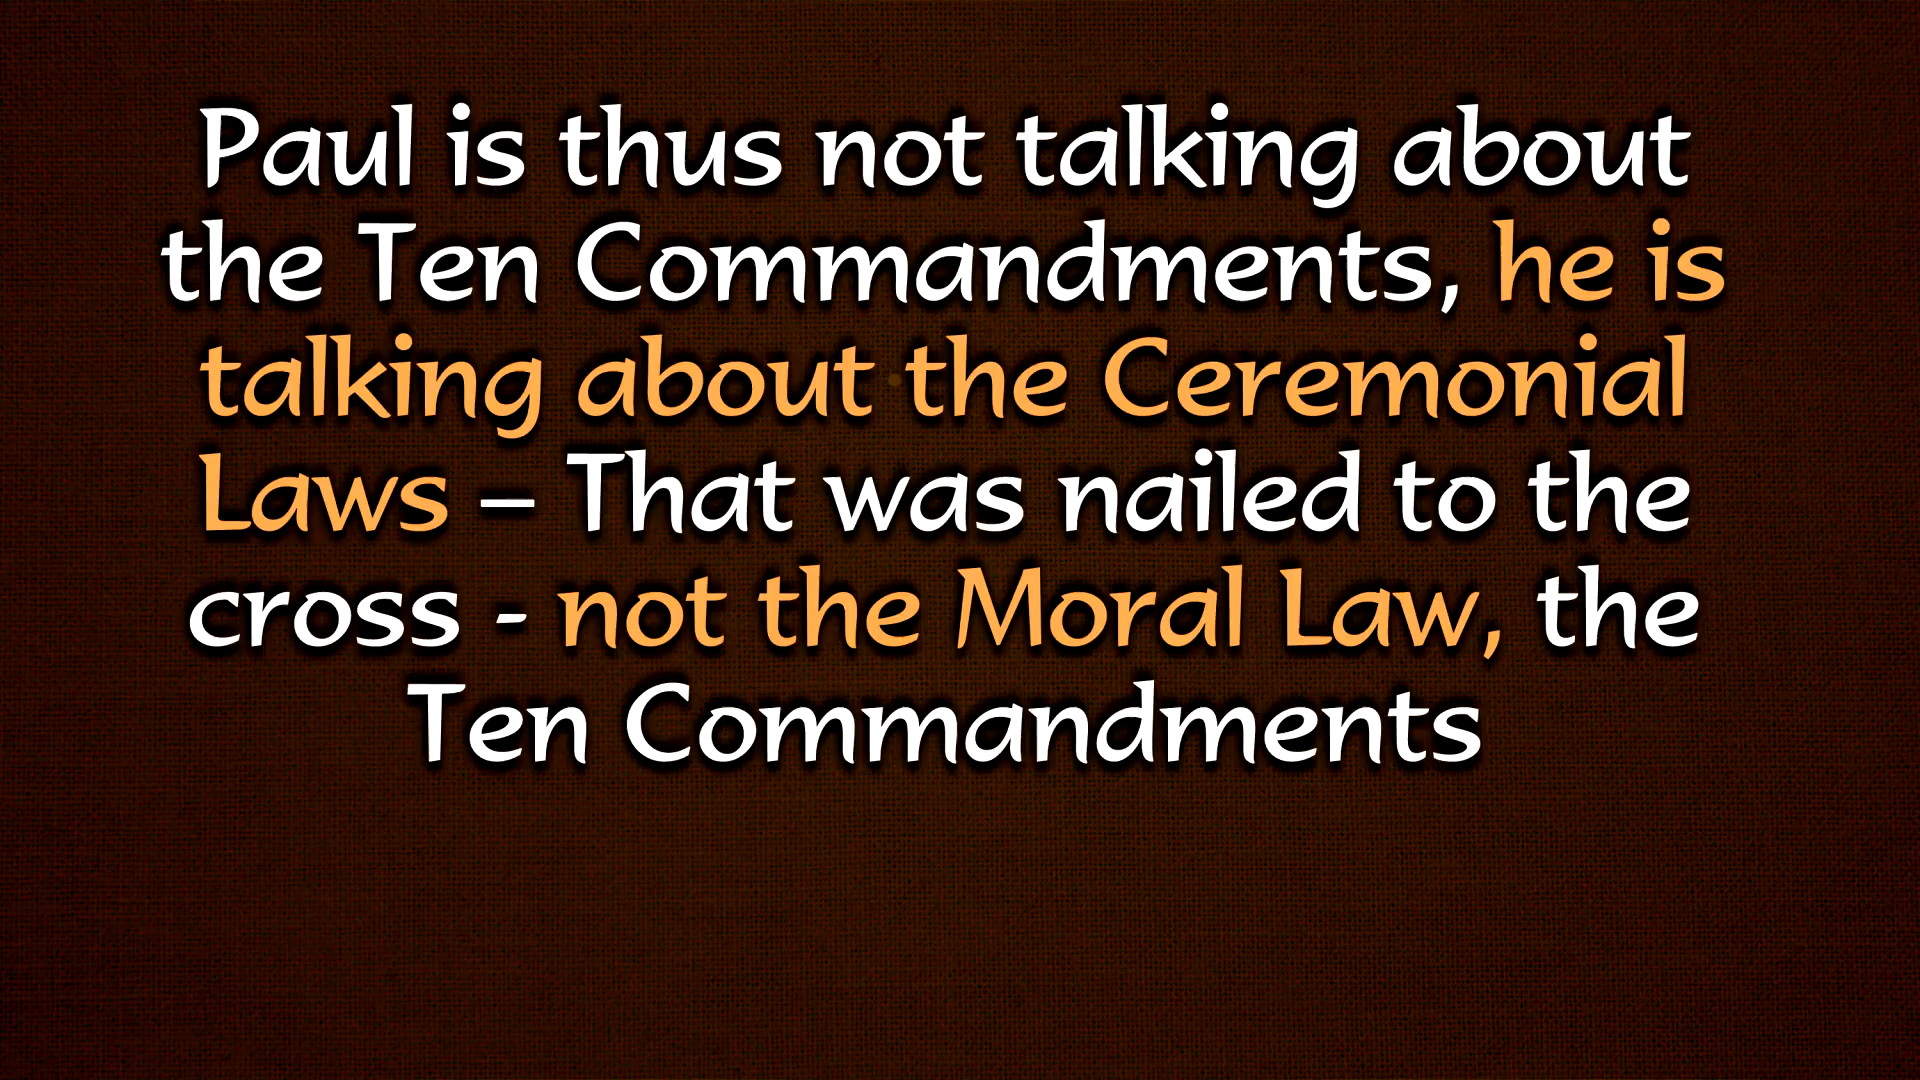 Paul is thus not talking about
the Ten Commandments, he is
talking about the Ceremonial
Laws – That was nailed to the
cross - not the Moral Law, the
Ten Commandments